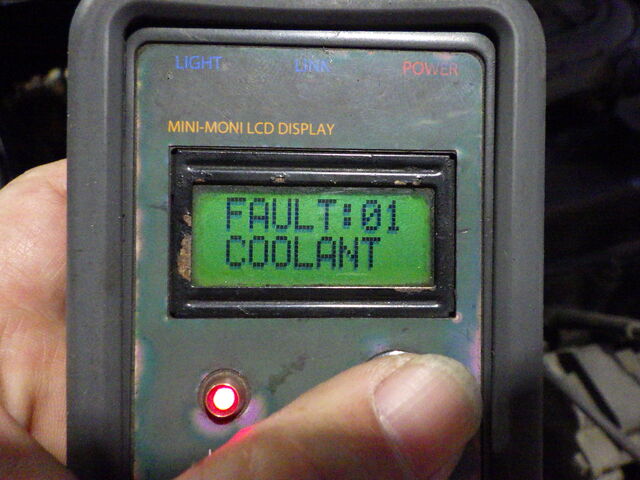 LIGHT LINK POWER
MINI-MONI LCD DISPLAY
FAULT:01
COOLANT